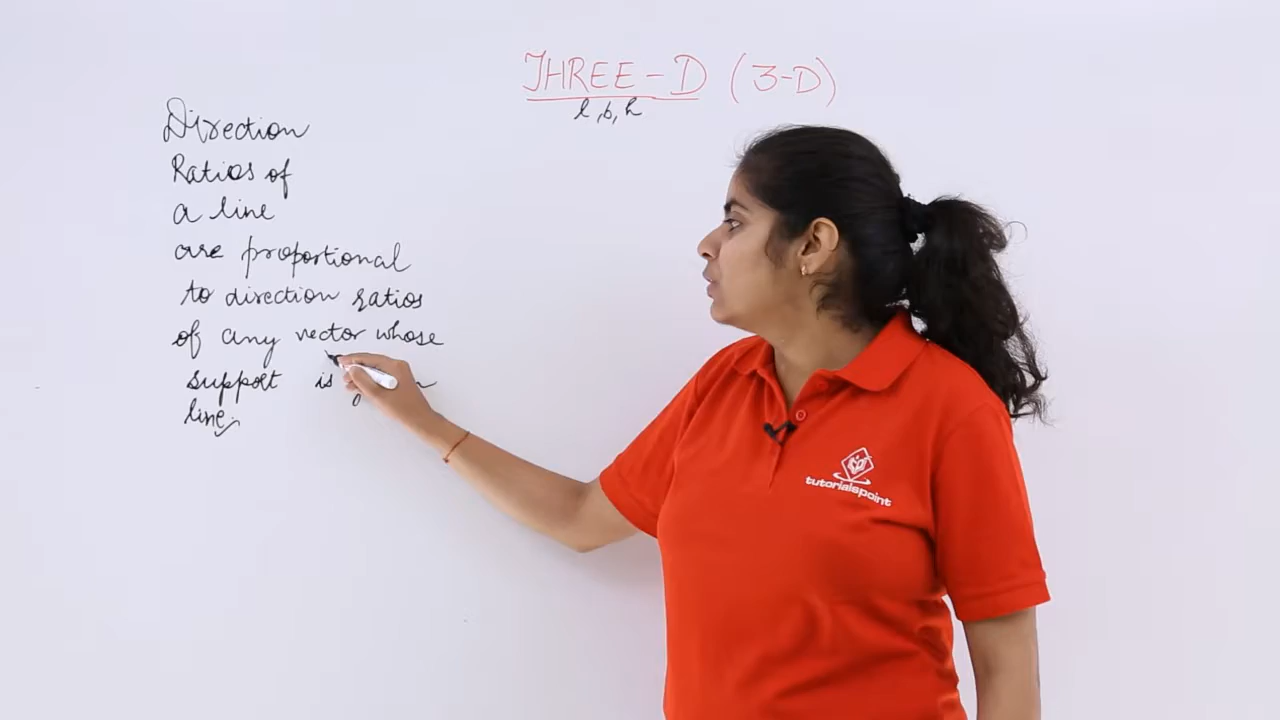 THREE-D (3-D)
l, b, h
Direction
Ratios of
a line
are proportional
to direction ratios
of any vector whose
support is
line.
tutorialspoint